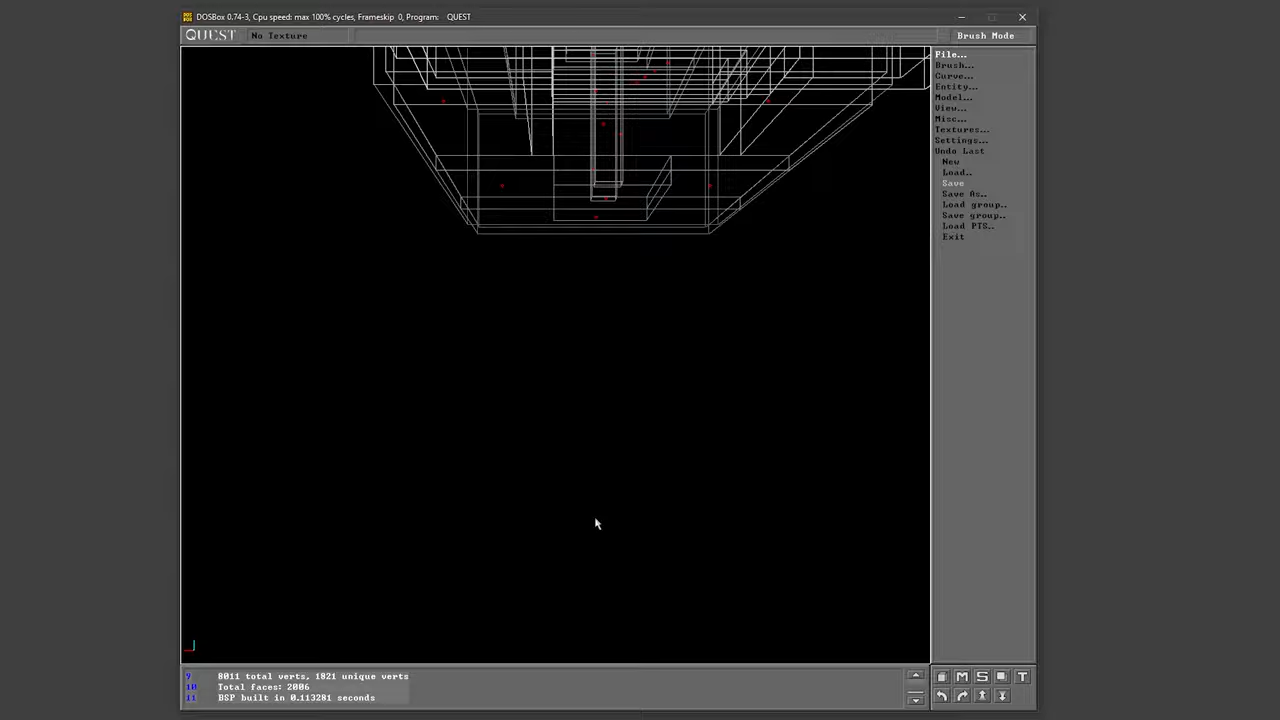 DOSBox 0.74-3, Cpu speed: max 100% cycles, Frameskip 0, Program: QUEST
QUEST No Texture Brush Mode
File...
Brush...
Curve...
Entity...
Model...
View...
Misc...
Textures...
Settings...
Undo Last
New
Load..
Save
Save As..
Load group..
Save group..
Load PTS..
Exit
9 8011 total verts, 1821 unique verts
10 Total faces: 2006
11 BSP built in 0.113281 seconds
M S T